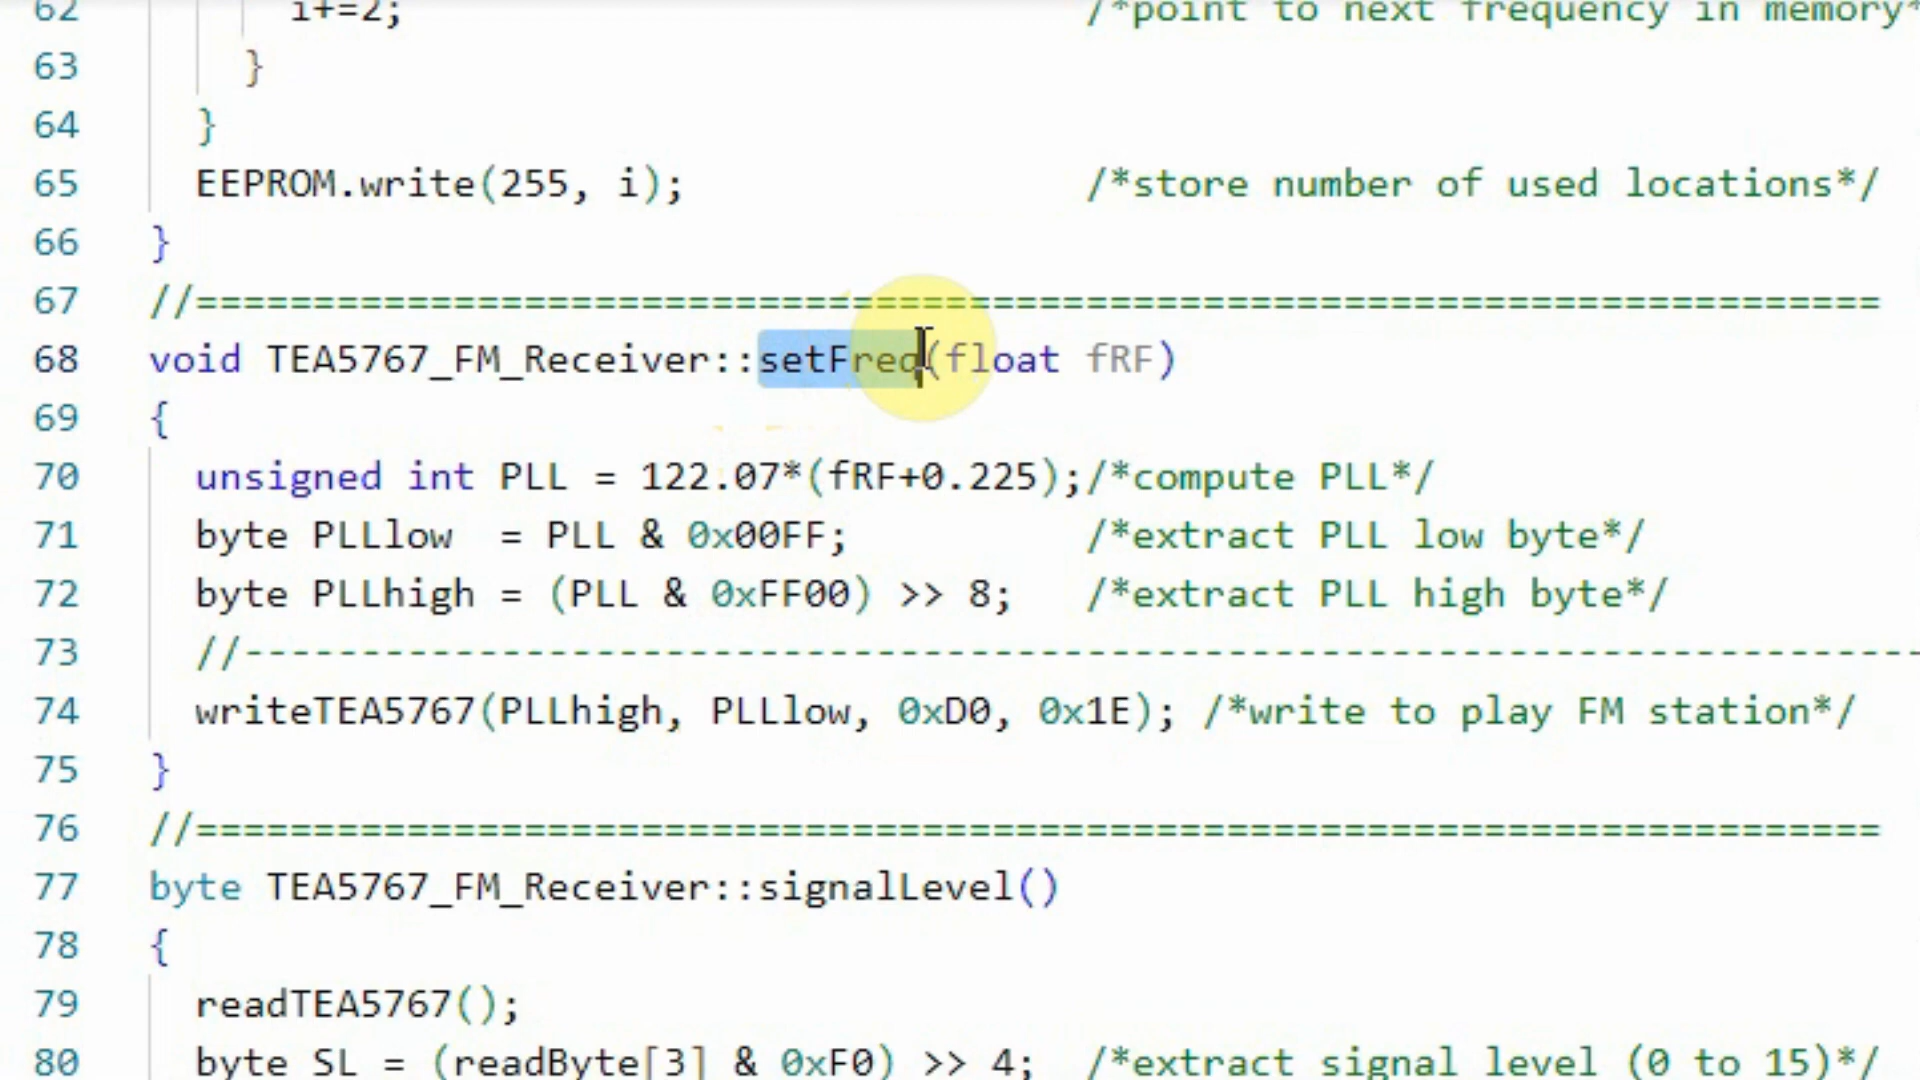 62 i+=2; /*point to next frequency in memory*
63 }
64 }
65 EEPROM.write(255, i); /*store number of used locations*/
66 }
67 //========================================================================
68 void TEA5767_FM_Receiver::setFreq(float fRF)
69 {
70 unsigned int PLL = 122.07*(fRF+0.225);/*compute PLL*/
71 byte PLLlow  = PLL & 0x00FF; /*extract PLL low byte*/
72 byte PLLhigh = (PLL & 0xFF00) >> 8; /*extract PLL high byte*/
73 //------------------------------------------------------------------------
74 writeTEA5767(PLLhigh, PLLlow, 0xD0, 0x1E); /*write to play FM station*/
75 }
76 //========================================================================
77 byte TEA5767_FM_Receiver::signalLevel()
78 {
79 readTEA5767();
80 byte SL = (readByte[3] & 0xF0) >> 4; /*extract signal level (0 to 15)*/